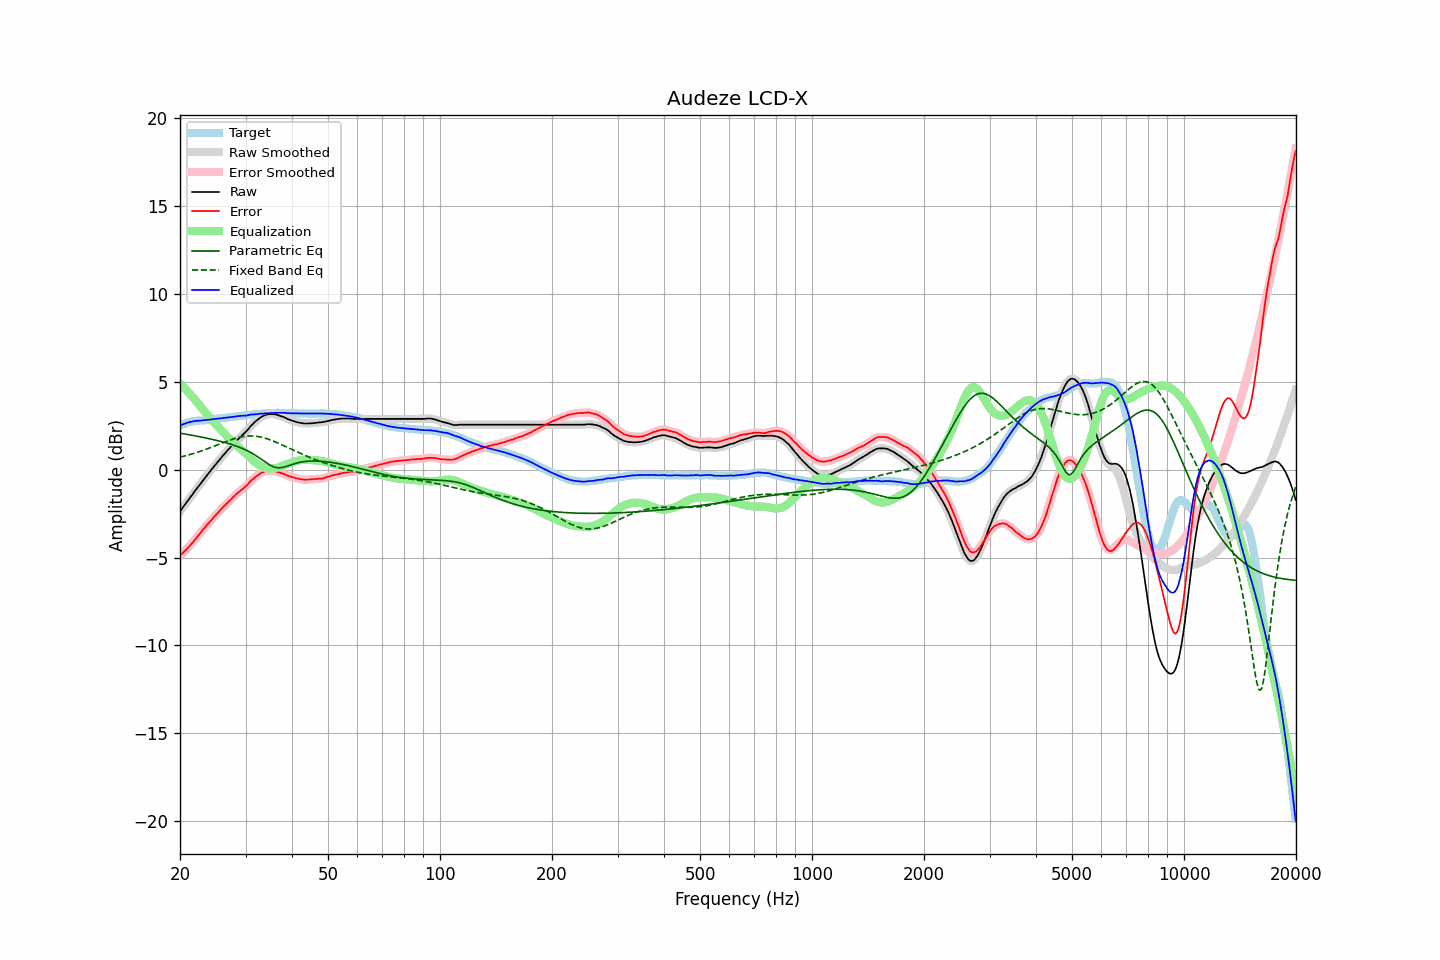 Audeze LCD-X
Target
Raw Smoothed
Error Smoothed
Raw
Error
Equalization
Parametric Eq
Fixed Band Eq
Equalized
20
15
10
5
0
−5
−10
−15
−20
Amplitude (dBr)
20
50
100
200
500
1000
2000
5000
10000
20000
Frequency (Hz)